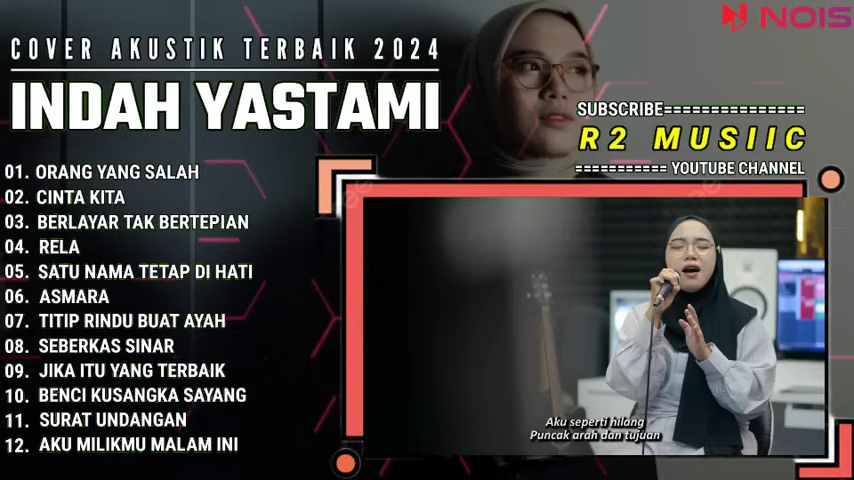 COVER AKUSTIK TERBAIK 2024
INDAH YASTAMI
NOIS
SUBSCRIBE===============
R2 MUSIIC
=========== YOUTUBE CHANNEL
01. ORANG YANG SALAH
02. CINTA KITA
03. BERLAYAR TAK BERTEPIAN
04. RELA
05. SATU NAMA TETAP DI HATI
06. ASMARA
07. TITIP RINDU BUAT AYAH
08. SEBERKAS SINAR
09. JIKA ITU YANG TERBAIK
10. BENCI KUSANGKA SAYANG
11. SURAT UNDANGAN
12. AKU MILIKMU MALAM INI
Aku seperti hilang
Puncak arah dan tujuan